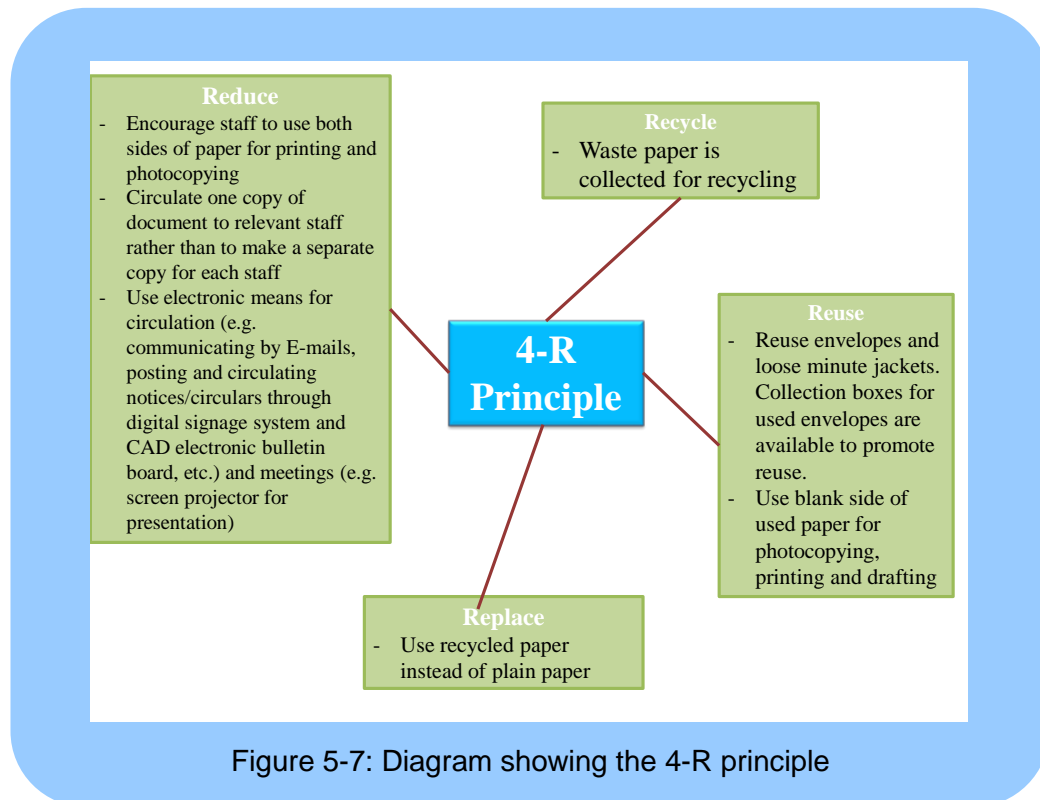 Reduce
- Encourage staff to use both
sides of paper for printing and
photocopying
- Circulate one copy of
document to relevant staff
rather than to make a separate
copy for each staff
- Use electronic means for
circulation (e.g.
communicating by E-mails,
posting and circulating
notices/circulars through
digital signage system and
CAD electronic bulletin
board, etc.) and meetings (e.g.
screen projector for
presentation)
Recycle
- Waste paper is
collected for recycling
4-R
Principle
Reuse
- Reuse envelopes and
loose minute jackets.
Collection boxes for
used envelopes are
available to promote
reuse.
- Use blank side of
used paper for
photocopying,
printing and drafting
Replace
- Use recycled paper
instead of plain paper
Figure 5-7: Diagram showing the 4-R principle